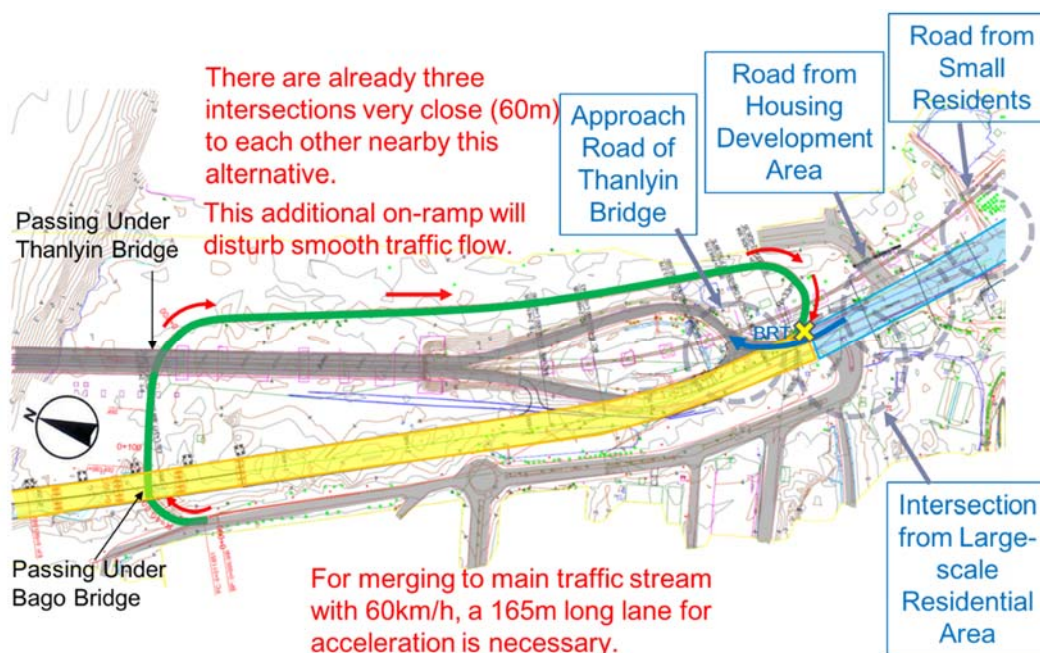 There are already three
intersections very close (60m)
to each other nearby this
alternative.
This additional on-ramp will
disturb smooth traffic flow.
Passing Under
Thanlyin Bridge
Approach
Road of
Thanlyin
Bridge
Road from
Housing
Development
Area
Road from
Small
Residents
BRT
N
Passing Under
Bago Bridge
For merging to main traffic stream
with 60km/h, a 165m long lane for
acceleration is necessary.
Intersection
from Large-
scale
Residential
Area